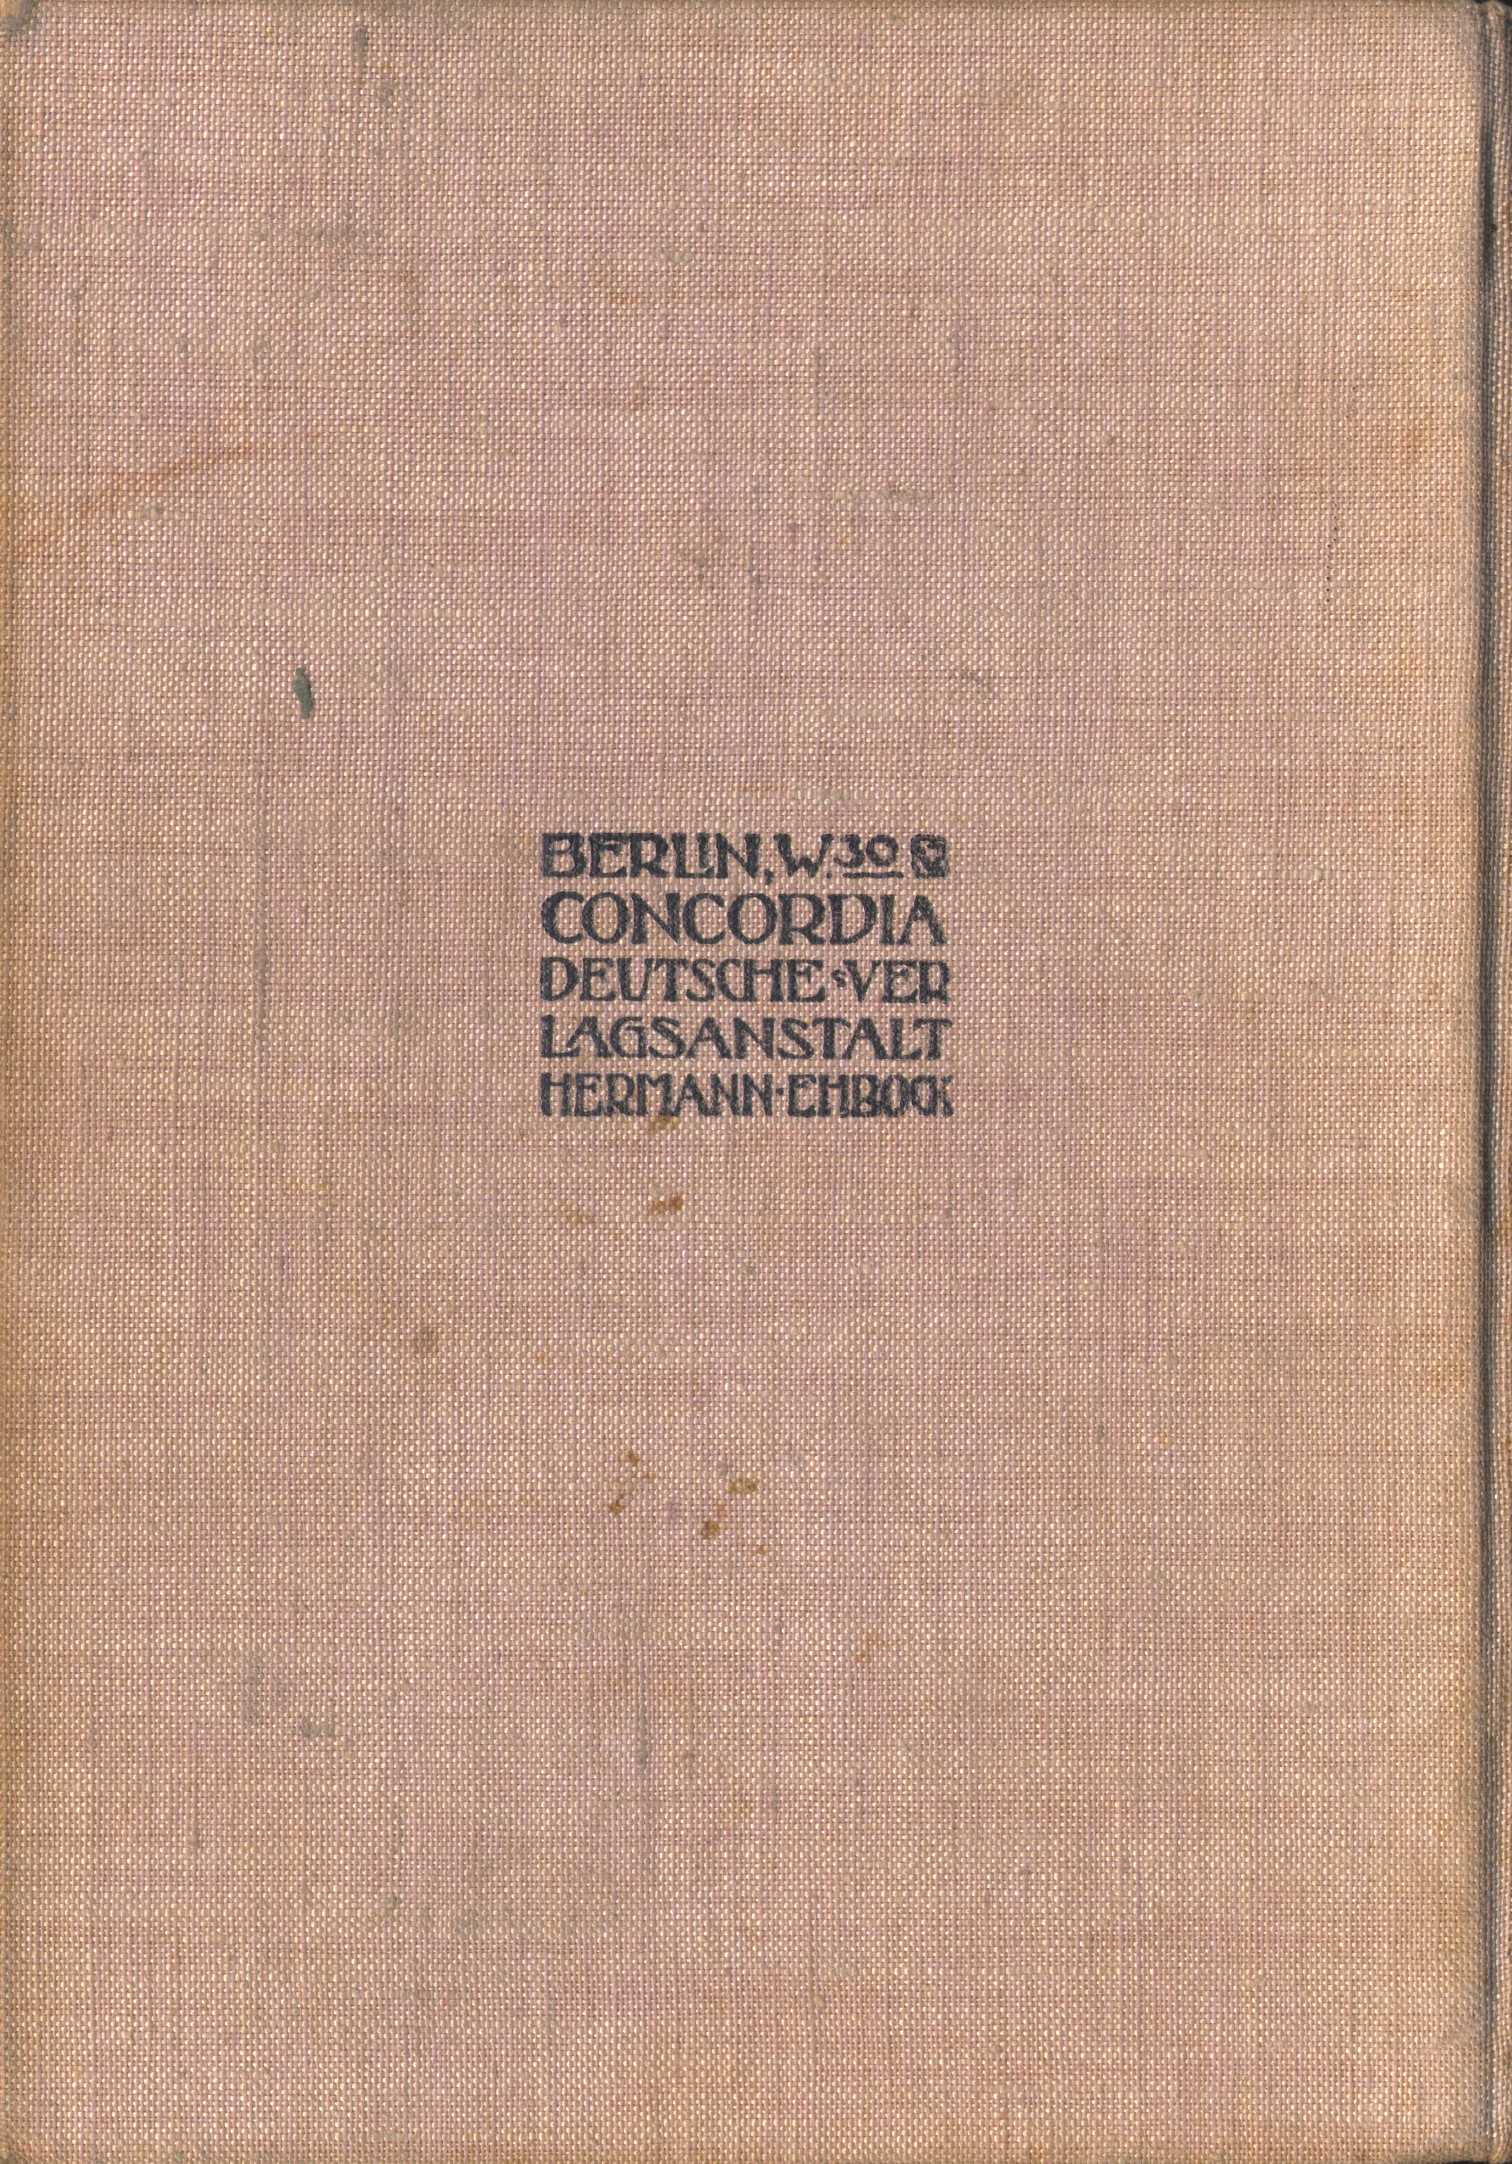 BERLIN, W. 30
CONCORDIA
DEUTSCHE VER
LAGSANSTALT
HERMANN·EHBOCK